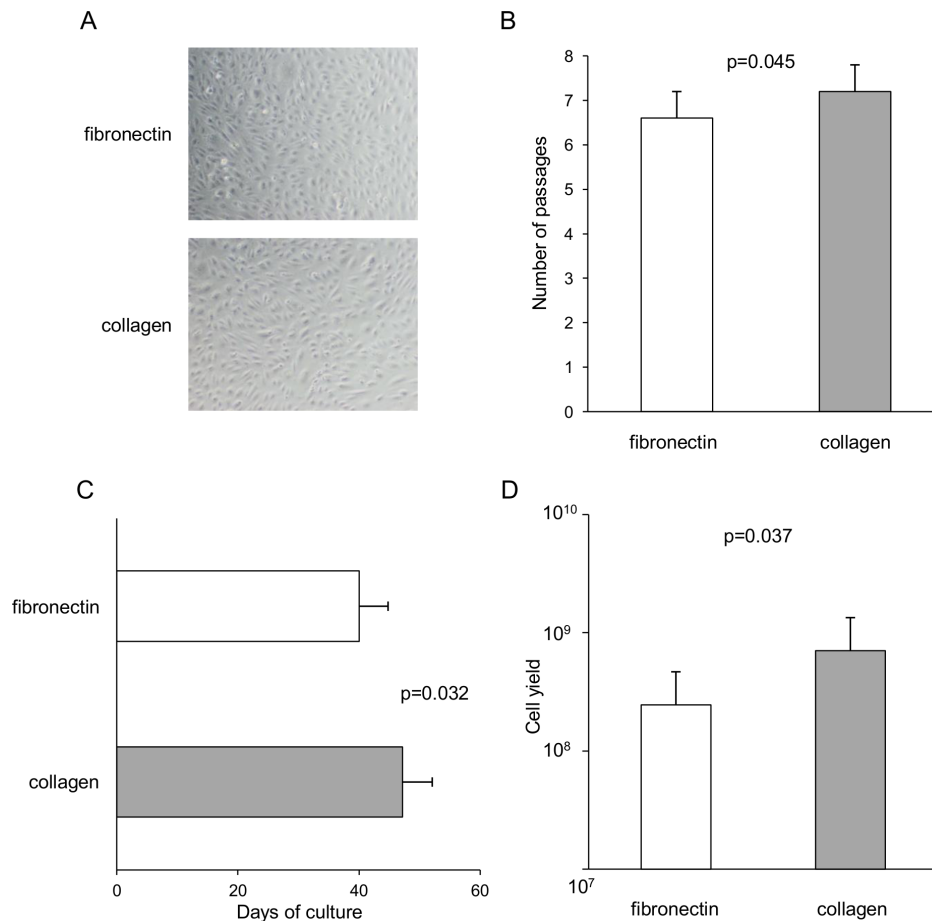 A
fibronectin
collagen
B
p=0.045
Number of passages
8
7
6
5
4
3
2
1
0
fibronectin
collagen
C
fibronectin
p=0.032
collagen
0
20
40
60
Days of culture
D
p=0.037
Cell yield
10¹⁰
10⁹
10⁸
10⁷
fibronectin
collagen